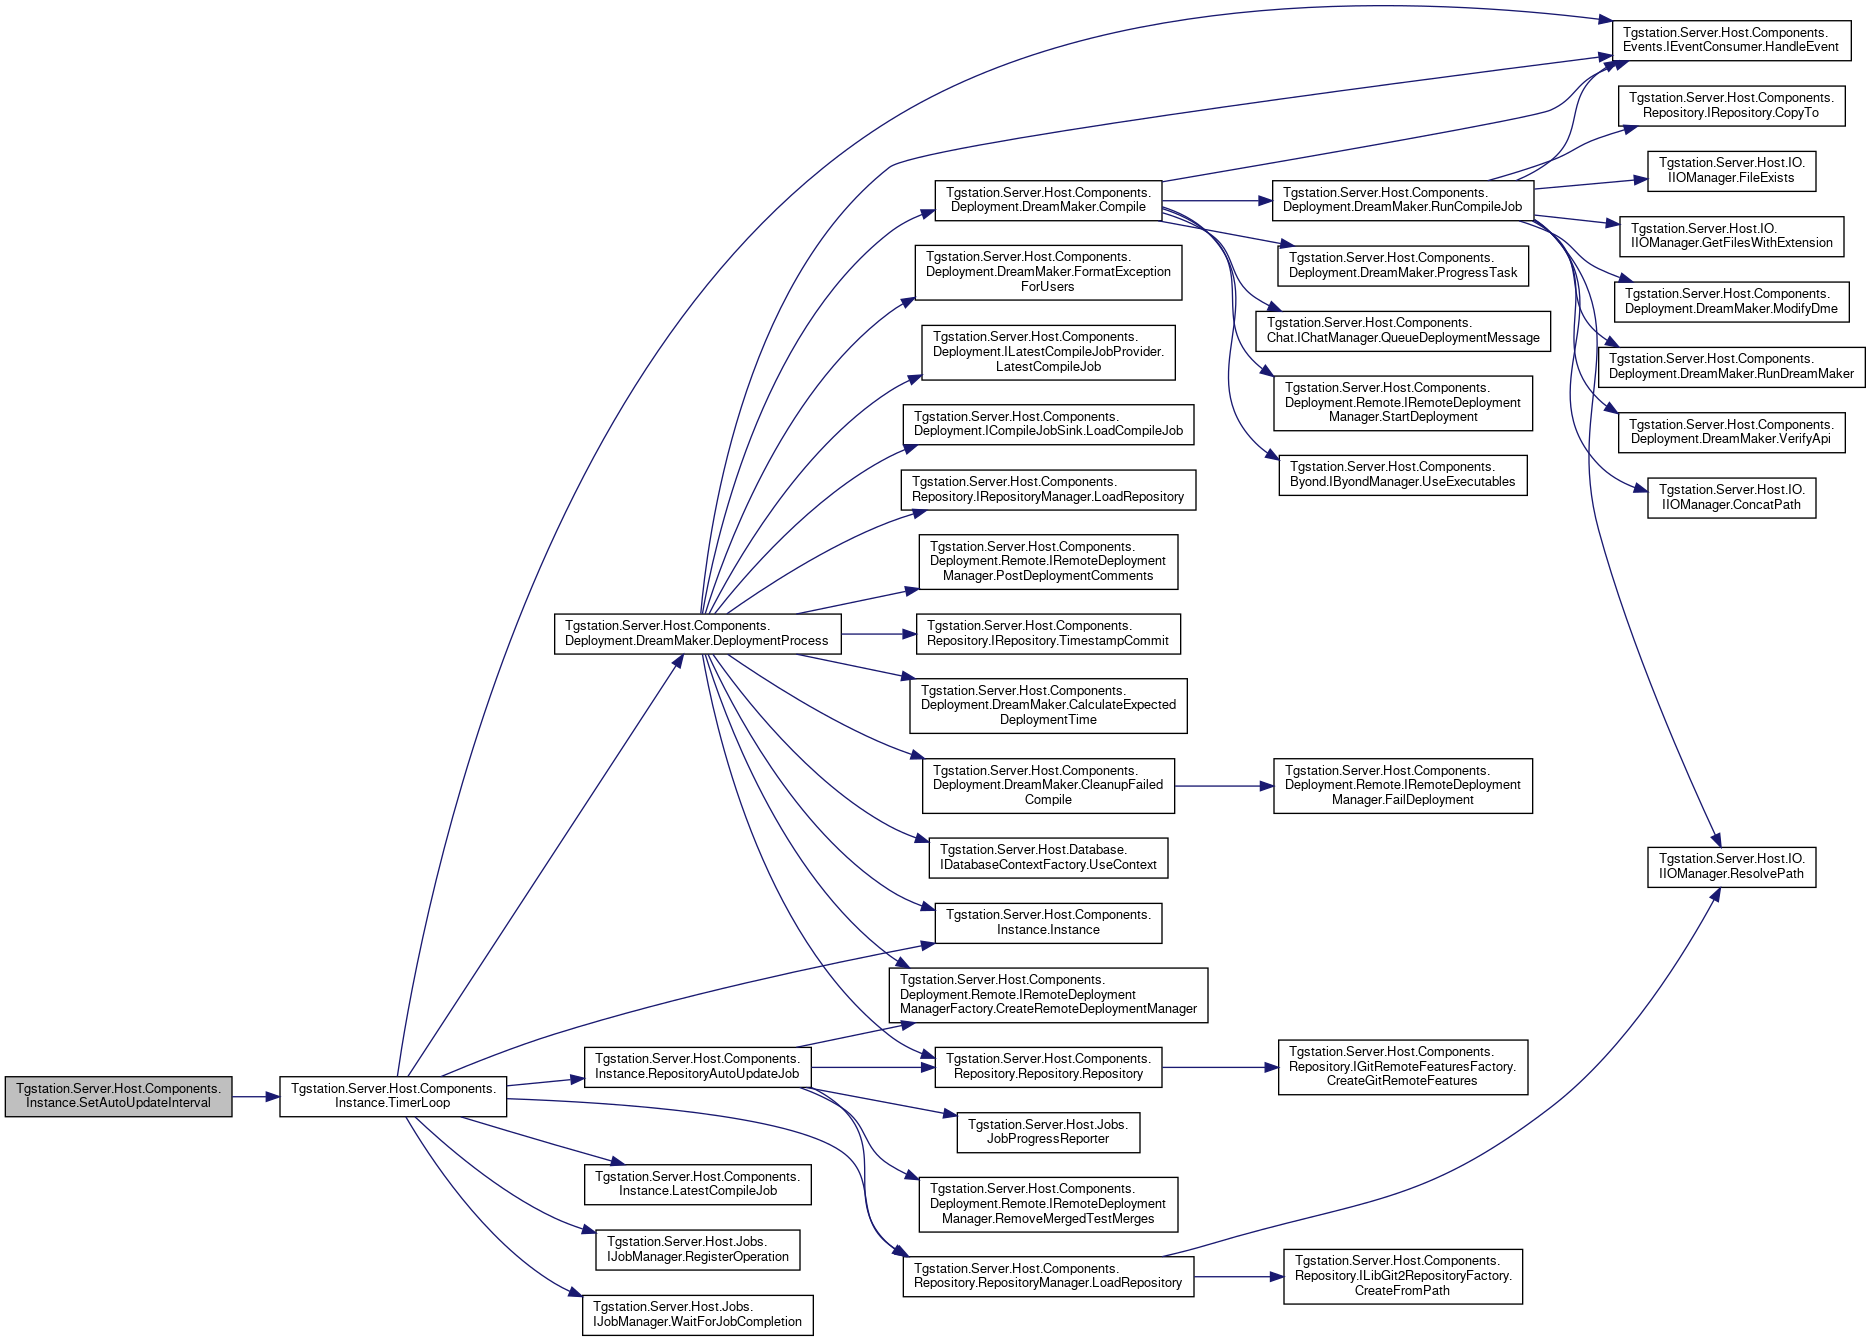 Tgstation.Server.Host.Components.
Instance.SetAutoUpdateInterval
Tgstation.Server.Host.Components.
Instance.TimerLoop
Tgstation.Server.Host.Components.
Deployment.DreamMaker.DeploymentProcess
Tgstation.Server.Host.Components.
Instance.RepositoryAutoUpdateJob
Tgstation.Server.Host.Components.
Instance.LatestCompileJob
Tgstation.Server.Host.Jobs.
IJobManager.RegisterOperation
Tgstation.Server.Host.Jobs.
IJobManager.WaitForJobCompletion
Tgstation.Server.Host.Components.
Deployment.DreamMaker.Compile
Tgstation.Server.Host.Components.
Deployment.DreamMaker.FormatException
ForUsers
Tgstation.Server.Host.Components.
Deployment.ILatestCompileJobProvider.
LatestCompileJob
Tgstation.Server.Host.Components.
Deployment.ICompileJobSink.LoadCompileJob
Tgstation.Server.Host.Components.
Repository.IRepositoryManager.LoadRepository
Tgstation.Server.Host.Components.
Deployment.Remote.IRemoteDeployment
Manager.PostDeploymentComments
Tgstation.Server.Host.Components.
Repository.IRepository.TimestampCommit
Tgstation.Server.Host.Components.
Deployment.DreamMaker.CalculateExpected
DeploymentTime
Tgstation.Server.Host.Components.
Deployment.DreamMaker.CleanupFailed
Compile
Tgstation.Server.Host.Database.
IDatabaseContextFactory.UseContext
Tgstation.Server.Host.Components.
Instance.Instance
Tgstation.Server.Host.Components.
Deployment.Remote.IRemoteDeployment
ManagerFactory.CreateRemoteDeploymentManager
Tgstation.Server.Host.Components.
Repository.Repository.Repository
Tgstation.Server.Host.Jobs.
JobProgressReporter
Tgstation.Server.Host.Components.
Deployment.Remote.IRemoteDeployment
Manager.RemoveMergedTestMerges
Tgstation.Server.Host.Components.
Repository.RepositoryManager.LoadRepository
Tgstation.Server.Host.Components.
Deployment.DreamMaker.RunCompileJob
Tgstation.Server.Host.Components.
Deployment.DreamMaker.ProgressTask
Tgstation.Server.Host.Components.
Chat.IChatManager.QueueDeploymentMessage
Tgstation.Server.Host.Components.
Deployment.Remote.IRemoteDeployment
Manager.StartDeployment
Tgstation.Server.Host.Components.
Byond.IByondManager.UseExecutables
Tgstation.Server.Host.Components.
Deployment.Remote.IRemoteDeployment
Manager.FailDeployment
Tgstation.Server.Host.Components.
Repository.IGitRemoteFeaturesFactory.
CreateGitRemoteFeatures
Tgstation.Server.Host.Components.
Repository.ILibGit2RepositoryFactory.
CreateFromPath
Tgstation.Server.Host.Components.
Events.IEventConsumer.HandleEvent
Tgstation.Server.Host.Components.
Repository.IRepository.CopyTo
Tgstation.Server.Host.IO.
IIOManager.FileExists
Tgstation.Server.Host.IO.
IIOManager.GetFilesWithExtension
Tgstation.Server.Host.Components.
Deployment.DreamMaker.ModifyDme
Tgstation.Server.Host.Components.
Deployment.DreamMaker.RunDreamMaker
Tgstation.Server.Host.Components.
Deployment.DreamMaker.VerifyApi
Tgstation.Server.Host.IO.
IIOManager.ConcatPath
Tgstation.Server.Host.IO.
IIOManager.ResolvePath